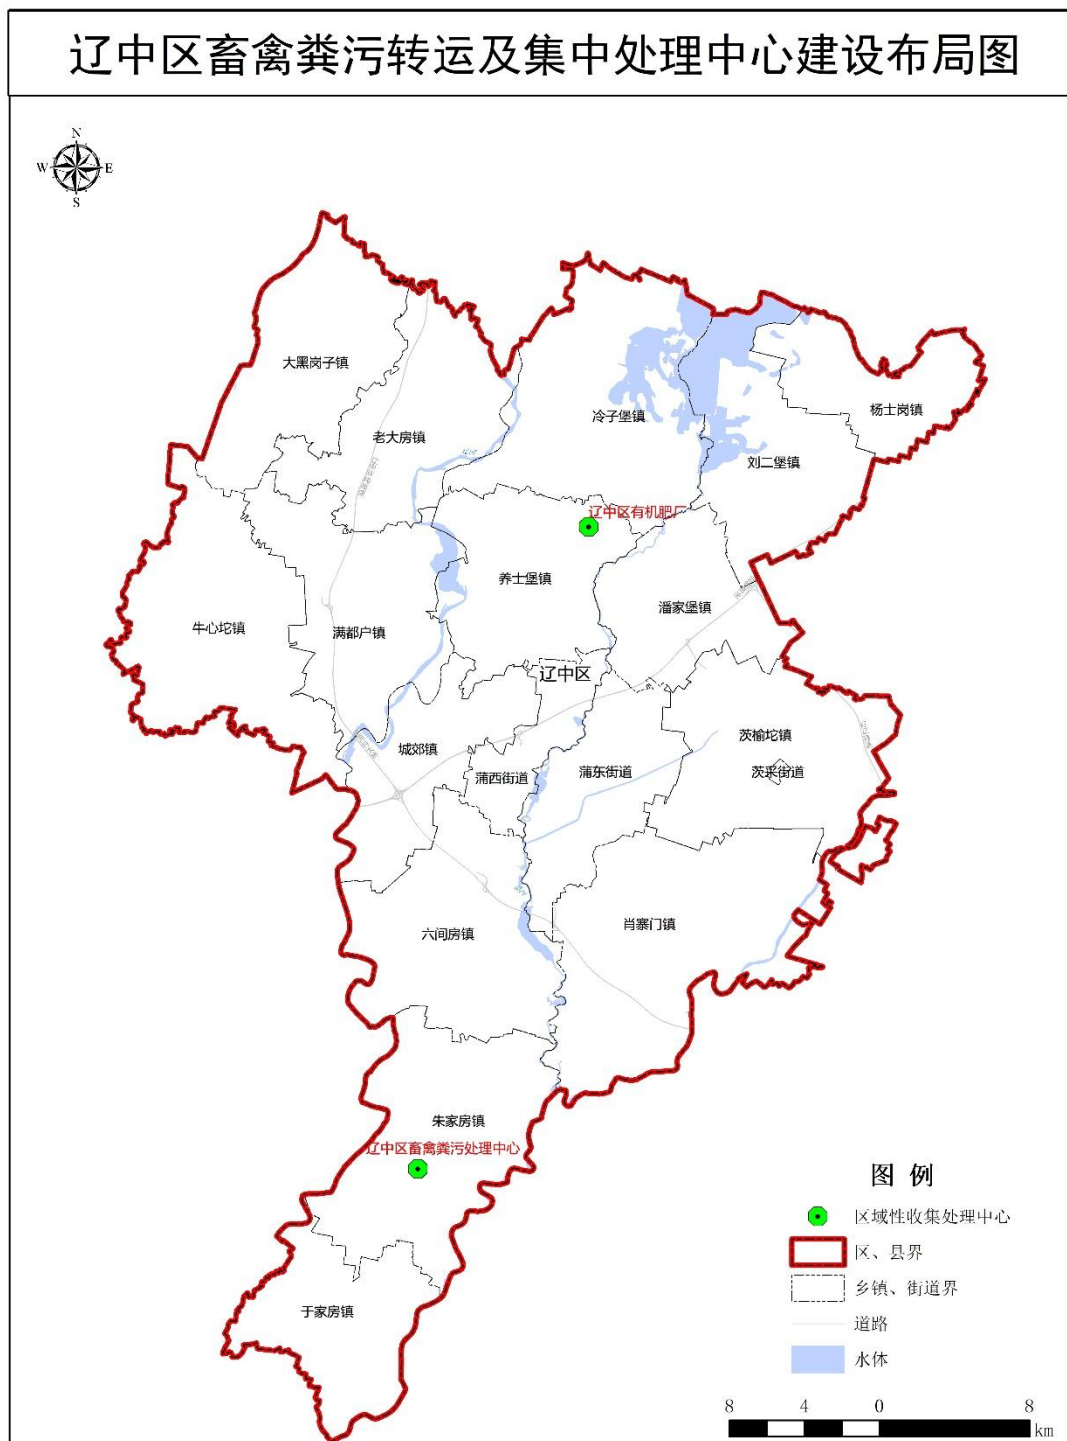 辽中区畜禽粪污转运及集中处理中心建设布局图
N
W E
S
大黑岗子镇
冷子堡镇
杨士岗镇
老大房镇
刘二堡镇
辽中区有机肥厂
养士堡镇
潘家堡镇
牛心坨镇
满都户镇
辽中区
城郊镇
茨榆坨镇
蒲西街道
蒲东街道
茨采街道
六间房镇
肖寨门镇
朱家房镇
辽中区畜禽粪污处理中心
于家房镇
图 例
区域性收集处理中心
区、县界
乡镇、街道界
道路
水体
8 4 0 8
km